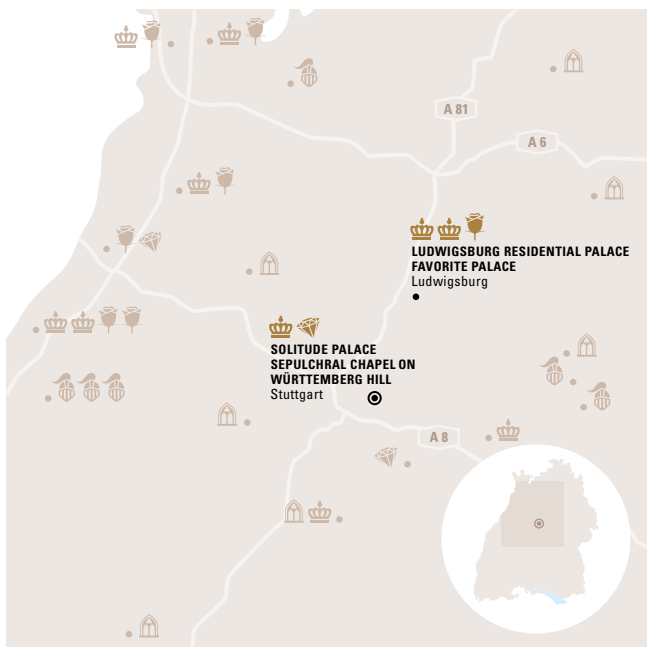 A 81
A 6
LUDWIGSBURG RESIDENTIAL PALACE
FAVORITE PALACE
Ludwigsburg
SOLITUDE PALACE
SEPULCHRAL CHAPEL ON
WÜRTTEMBERG HILL
Stuttgart
A 8